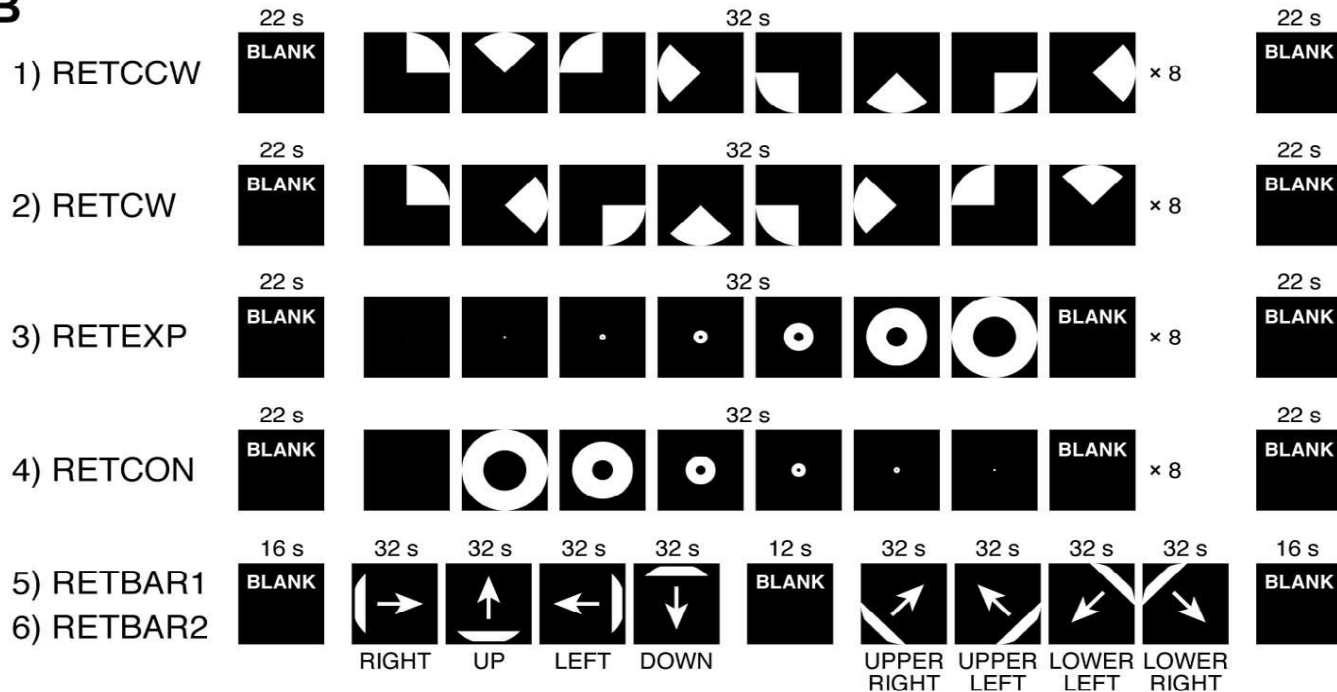 B
22 s 32 s 22 s
1) RETCCW BLANK × 8 BLANK
22 s 32 s 22 s
2) RETCW BLANK × 8 BLANK
22 s 32 s 22 s
3) RETEXP BLANK BLANK × 8 BLANK
22 s 32 s 22 s
4) RETCON BLANK BLANK × 8 BLANK
16 s 32 s 32 s 32 s 32 s 12 s 32 s 32 s 32 s 32 s 16 s
5) RETBAR1 BLANK BLANK BLANK
6) RETBAR2
RIGHT UP LEFT DOWN UPPER UPPER LOWER LOWER
RIGHT LEFT LEFT RIGHT